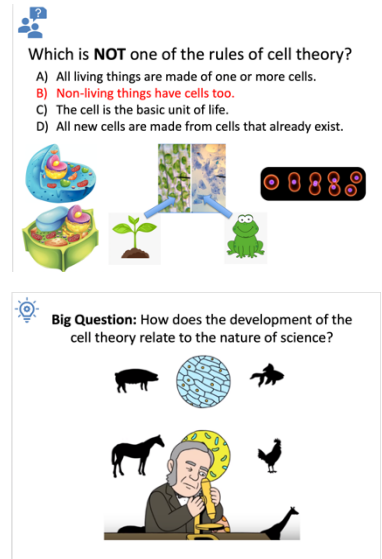 ?
Which is NOT one of the rules of cell theory?
A) All living things are made of one or more cells.
B) Non-living things have cells too.
C) The cell is the basic unit of life.
D) All new cells are made from cells that already exist.
Big Question: How does the development of the
cell theory relate to the nature of science?